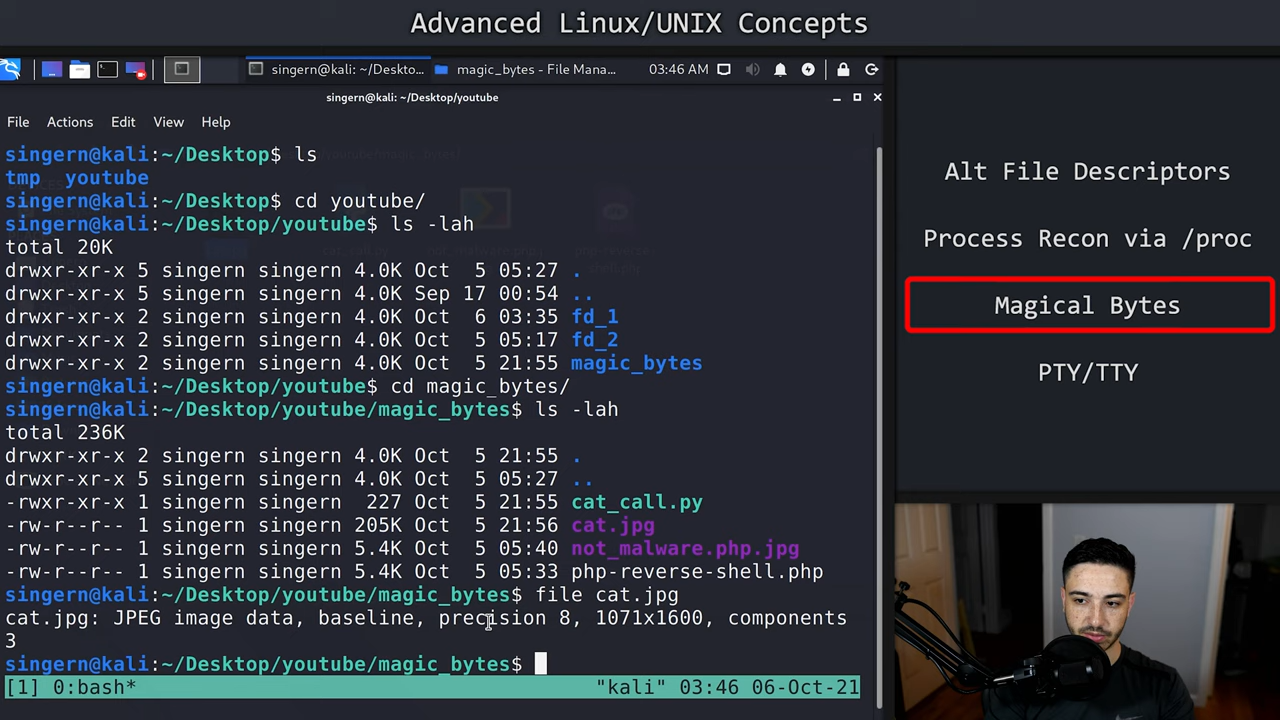 Advanced Linux/UNIX Concepts
singern@kali: ~/Deskto...
magic_bytes - File Mana...
03:46 AM
singern@kali: ~/Desktop/youtube
File Actions Edit View Help
singern@kali:~/Desktop$ ls
tmp youtube
singern@kali:~/Desktop$ cd youtube/
singern@kali:~/Desktop/youtube$ ls -lah
total 20K
drwxr-xr-x 5 singern singern 4.0K Oct 5 05:27 .
drwxr-xr-x 5 singern singern 4.0K Sep 17 00:54 ..
drwxr-xr-x 2 singern singern 4.0K Oct 6 03:35 fd_1
drwxr-xr-x 2 singern singern 4.0K Oct 5 05:17 fd_2
drwxr-xr-x 2 singern singern 4.0K Oct 5 21:55 magic_bytes
singern@kali:~/Desktop/youtube$ cd magic_bytes/
singern@kali:~/Desktop/youtube/magic_bytes$ ls -lah
total 236K
drwxr-xr-x 2 singern singern 4.0K Oct 5 21:55 .
drwxr-xr-x 5 singern singern 4.0K Oct 5 05:27 ..
-rwxr-xr-x 1 singern singern 227 Oct 5 21:55 cat_call.py
-rw-r--r-- 1 singern singern 205K Oct 5 21:56 cat.jpg
-rw-r--r-- 1 singern singern 5.4K Oct 5 05:40 not_malware.php.jpg
-rw-r--r-- 1 singern singern 5.4K Oct 5 05:33 php-reverse-shell.php
singern@kali:~/Desktop/youtube/magic_bytes$ file cat.jpg
cat.jpg: JPEG image data, baseline, precision 8, 1071x1600, components
3
singern@kali:~/Desktop/youtube/magic_bytes$
[1] 0:bash* "kali" 03:46 06-Oct-21
Alt File Descriptors
Process Recon via /proc
Magical Bytes
PTY/TTY